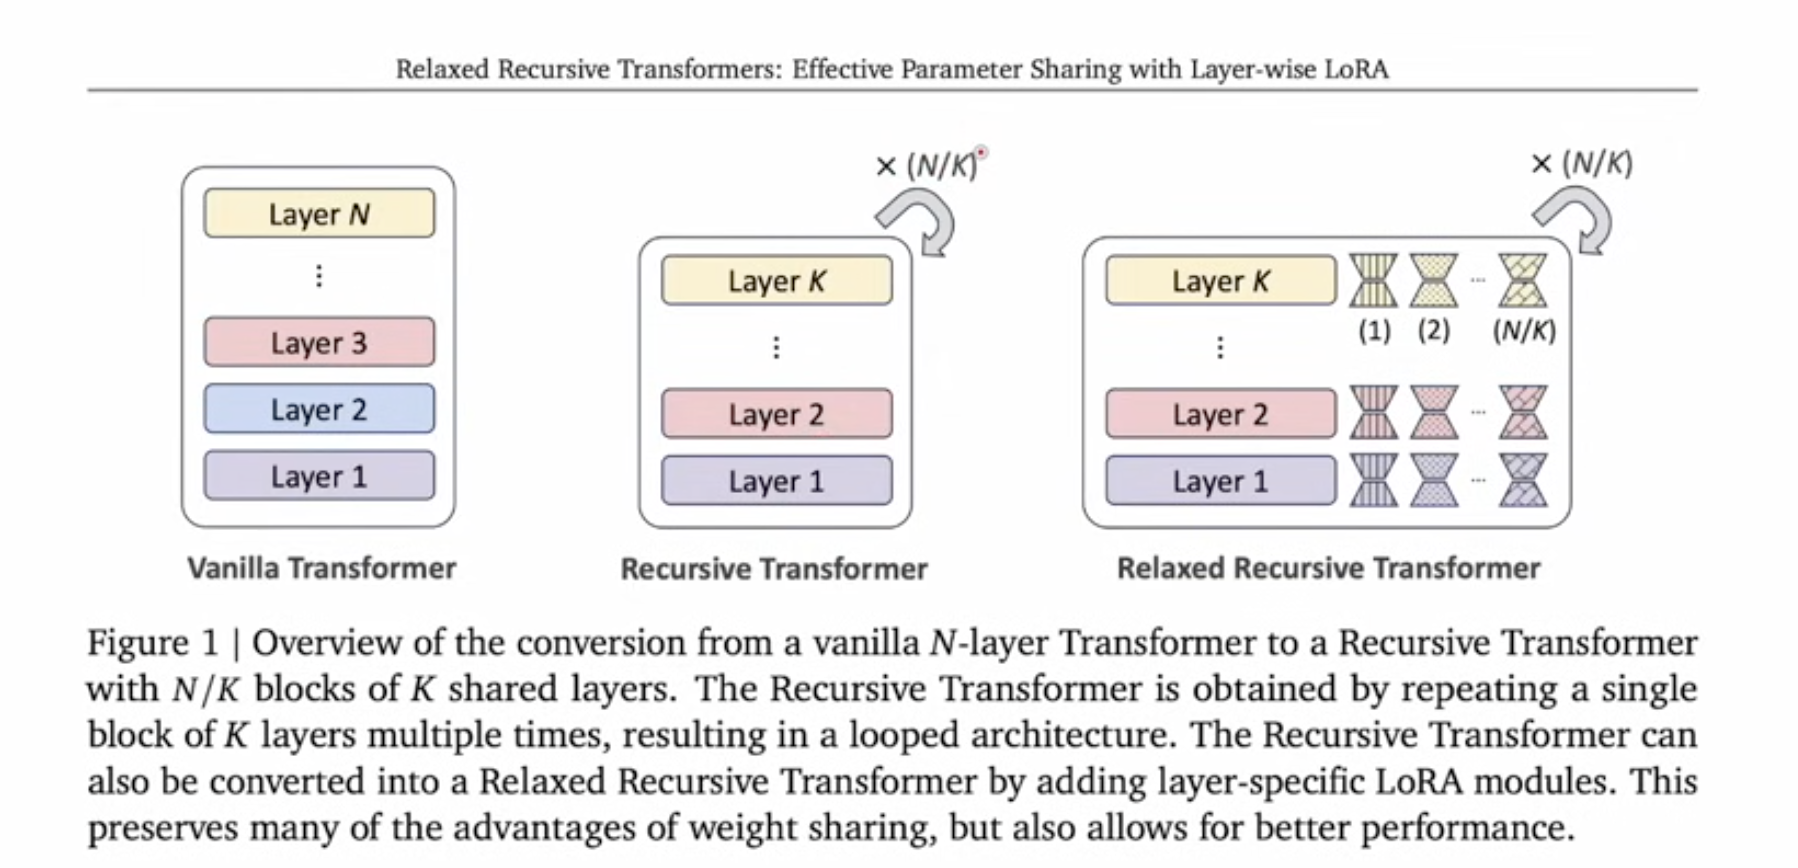 Relaxed Recursive Transformers: Effective Parameter Sharing with Layer-wise LoRA
Layer N
⋮
Layer 3
Layer 2
Layer 1
Vanilla Transformer
× (N/K)
Layer K
⋮
Layer 2
Layer 1
Recursive Transformer
× (N/K)
Layer K
...
(1) (2) (N/K)
⋮
Layer 2
...
Layer 1
...
Relaxed Recursive Transformer
Figure 1 | Overview of the conversion from a vanilla N-layer Transformer to a Recursive Transformer
with N/K blocks of K shared layers. The Recursive Transformer is obtained by repeating a single
block of K layers multiple times, resulting in a looped architecture. The Recursive Transformer can
also be converted into a Relaxed Recursive Transformer by adding layer-specific LoRA modules. This
preserves many of the advantages of weight sharing, but also allows for better performance.